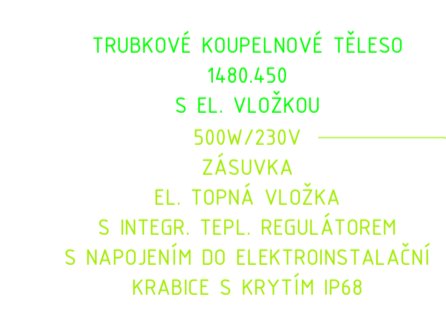 TRUBKOVÉ KOUPELNOVÉ TĚLESO
1480.450
S EL. VLOŽKOU
500W/230V
ZÁSUVKA
EL. TOPNÁ VLOŽKA
S INTEGR. TEPL. REGULÁTOREM
S NAPOJENÍM DO ELEKTROINSTALAČNÍ
KRABICE S KRYTÍM IP68